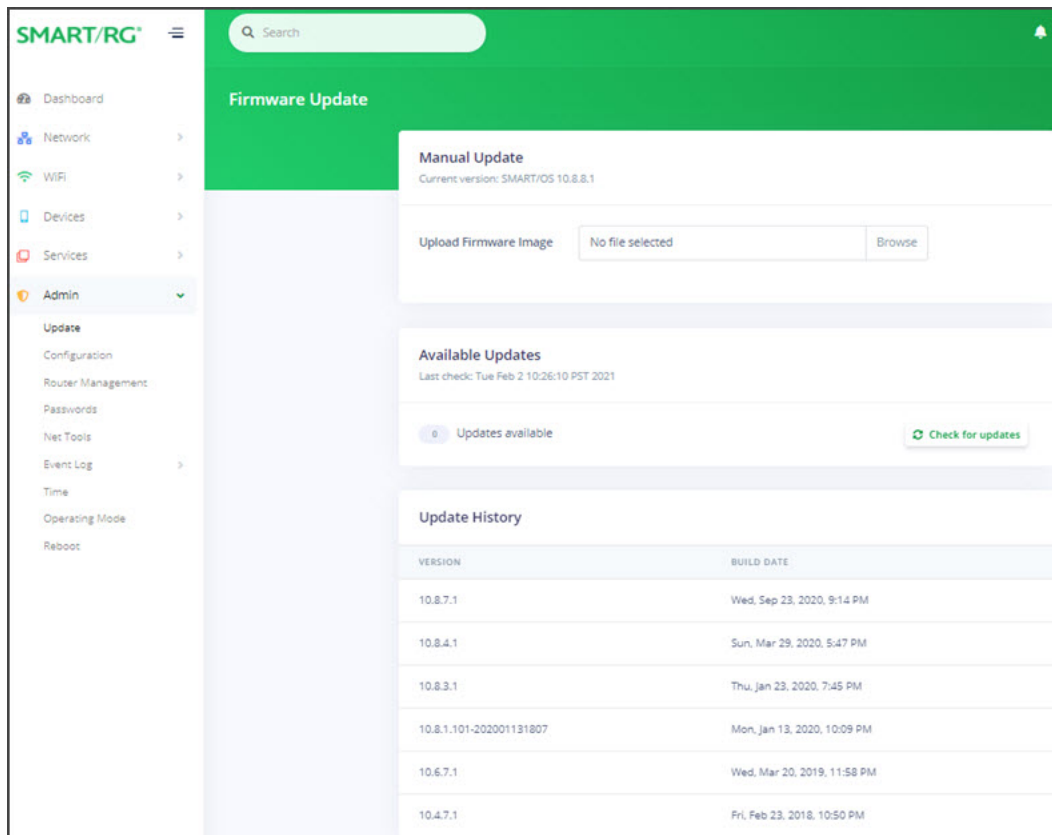 SMART/RG®
Search
Dashboard
Network
WiFi
Devices
Services
Admin
Update
Configuration
Router Management
Passwords
Net Tools
Event Log
Time
Operating Mode
Reboot
Firmware Update
Manual Update
Current version: SMART/OS 10.8.8.1
Upload Firmware Image No file selected Browse
Available Updates
Last check: Tue Feb 2 10:26:10 PST 2021
0 Updates available Check for updates
Update History
VERSION BUILD DATE
10.8.7.1 Wed, Sep 23, 2020, 9:14 PM
10.8.4.1 Sun, Mar 29, 2020, 5:47 PM
10.8.3.1 Thu, Jan 23, 2020, 7:45 PM
10.8.1.101-202001131807 Mon, Jan 13, 2020, 10:09 PM
10.6.7.1 Wed, Mar 20, 2019, 11:58 PM
10.4.7.1 Fri, Feb 23, 2018, 10:50 PM